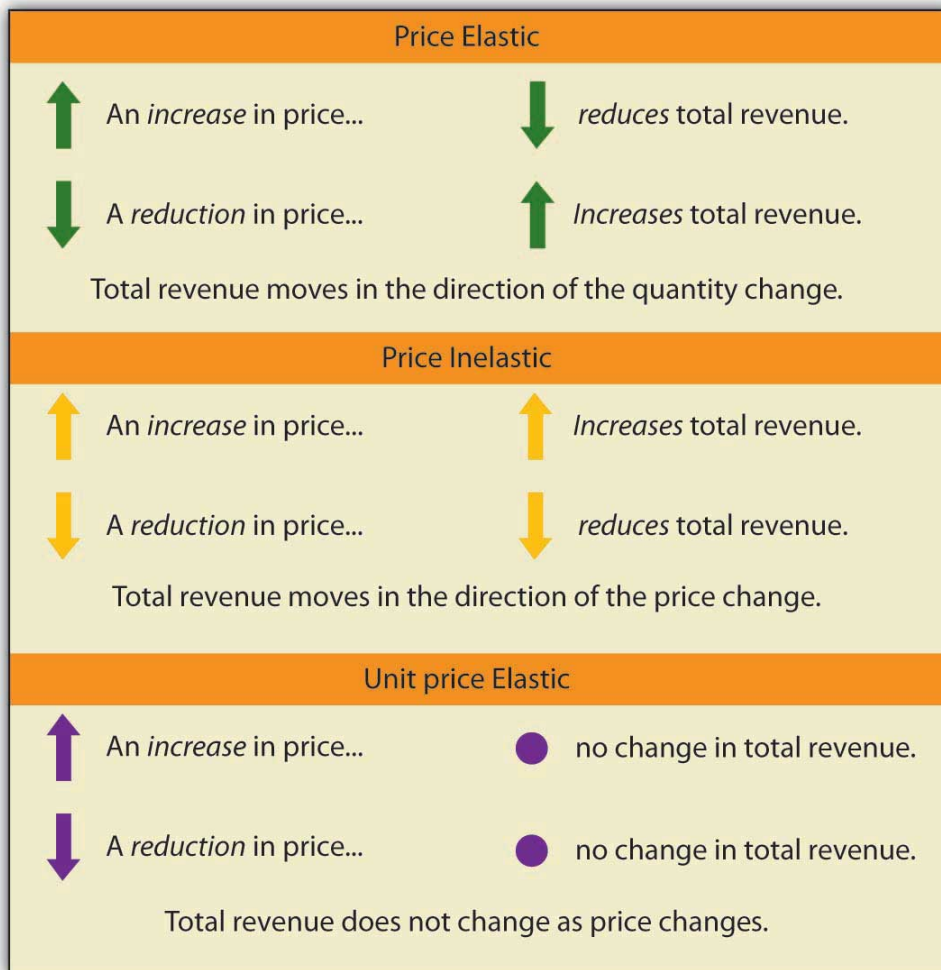 Price Elastic
An increase in price... reduces total revenue.
A reduction in price... Increases total revenue.
Total revenue moves in the direction of the quantity change.
Price Inelastic
An increase in price... Increases total revenue.
A reduction in price... reduces total revenue.
Total revenue moves in the direction of the price change.
Unit price Elastic
An increase in price... no change in total revenue.
A reduction in price... no change in total revenue.
Total revenue does not change as price changes.